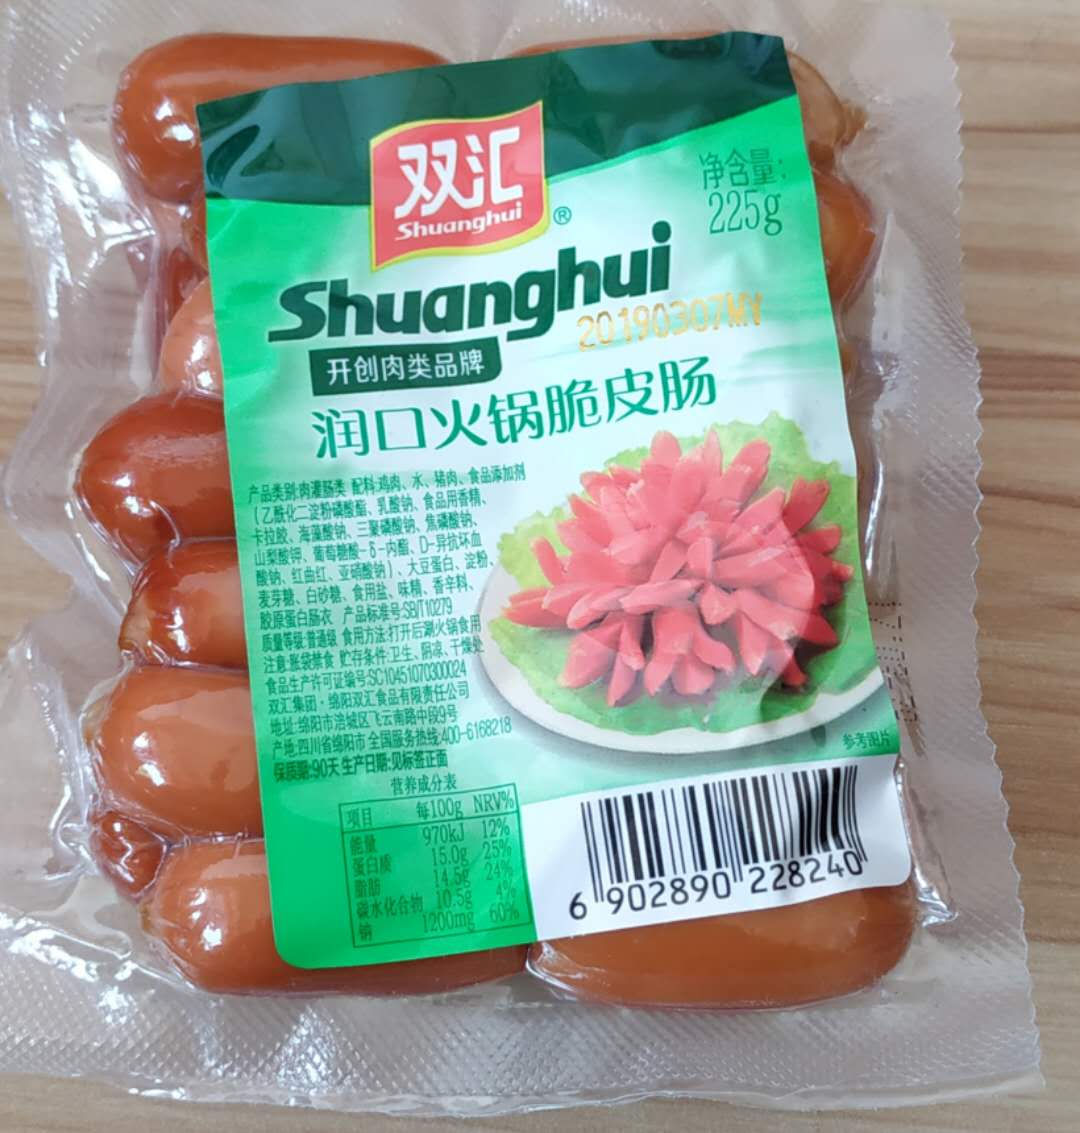 双汇
Shuanghui
®
净含量:
225g
Shuanghui
20190307MY
开创肉类品牌
润口火锅脆皮肠
产品类别:肉灌肠类 配料:鸡肉、水、猪肉、食品添加剂
(乙酰化二淀粉磷酸酯、乳酸钠、食品用香精、
卡拉胶、海藻酸钠、三聚磷酸钠、焦磷酸钠、
山梨酸钾、葡萄糖酸-δ-内酯、D-异抗坏血
酸钠、红曲红、亚硝酸钠)、大豆蛋白、淀粉、
麦芽糖、白砂糖、食用盐、味精、香辛料、
胶原蛋白肠衣 产品标准号:SB/T10279
质量等级:普通级 食用方法:打开后涮火锅食用
注意:胀袋禁食 贮存条件:卫生、阴凉、干燥处
食品生产许可证编号:SC10451070300024
双汇集团·绵阳双汇食品有限责任公司
地址:绵阳市涪城区飞云南路中段9号
产地:四川省绵阳市 全国服务热线:400-6168218
保质期:90天 生产日期:见标签正面
参考图片
营养成分表
项目 每100g NRV%
能量 970kJ 12%
蛋白质 15.0g 25%
脂肪 14.5g 24%
碳水化合物 10.5g 4%
钠 1200mg 60%
6 902890 228240